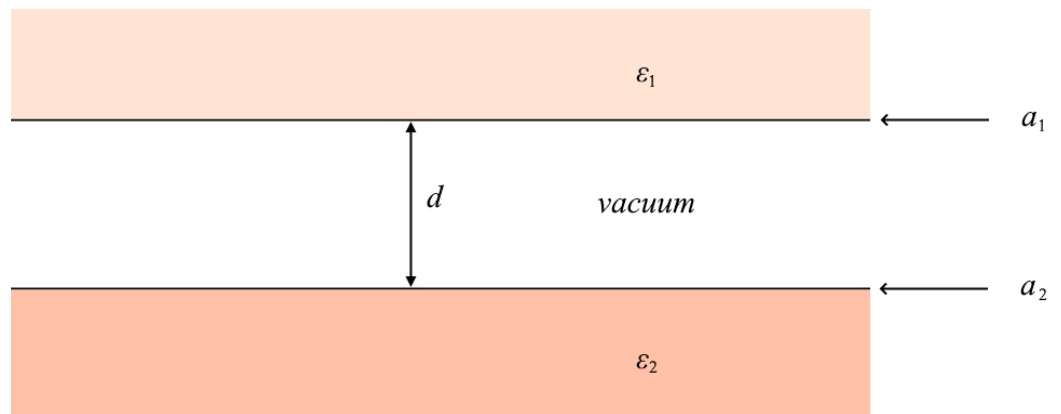 ε₁
a₁
d
vacuum
a₂
ε₂